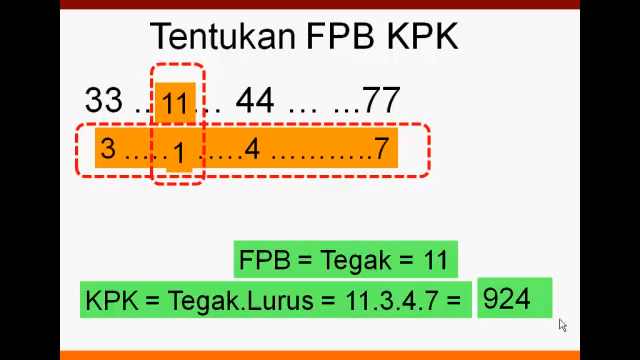 Tentukan FPB KPK
33 ..11... 44 ... ...77
3 ..... 1 .....4 ...........7
FPB = Tegak = 11
KPK = Tegak.Lurus = 11.3.4.7 = 924